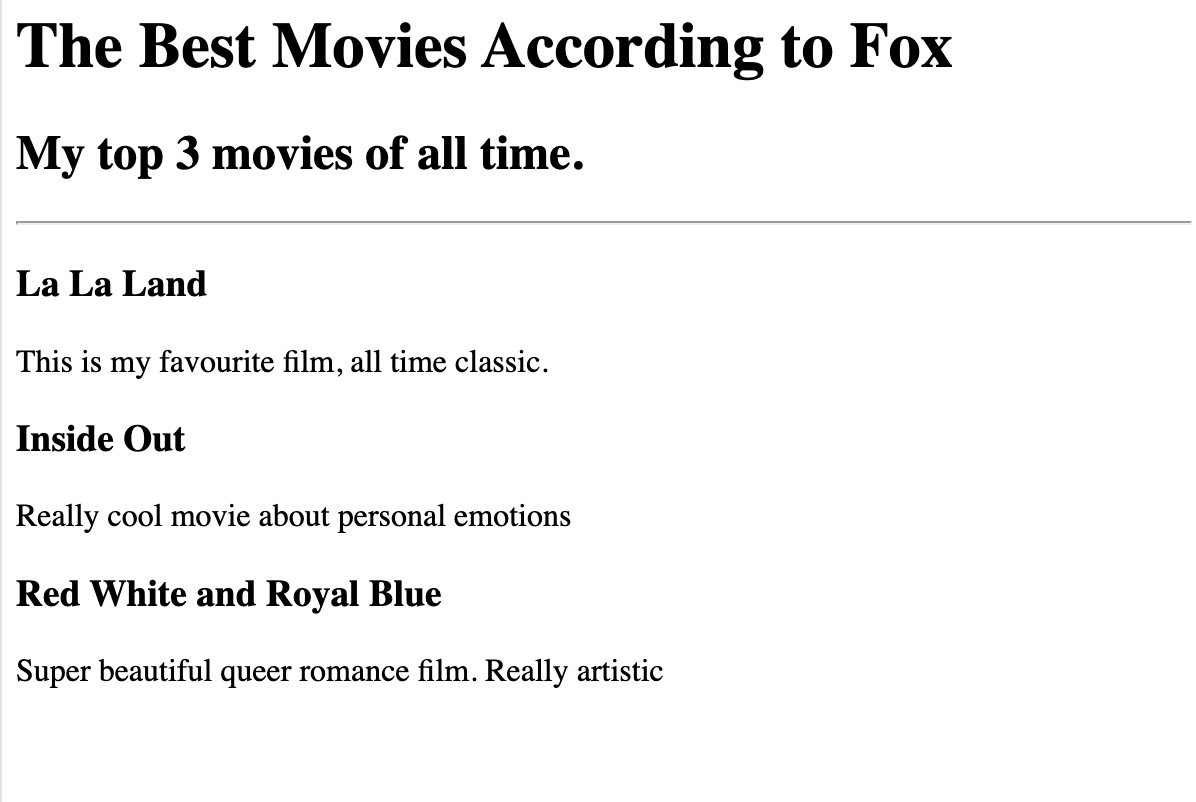 The Best Movies According to Fox
My top 3 movies of all time.
La La Land
This is my favourite film, all time classic.
Inside Out
Really cool movie about personal emotions
Red White and Royal Blue
Super beautiful queer romance film. Really artistic